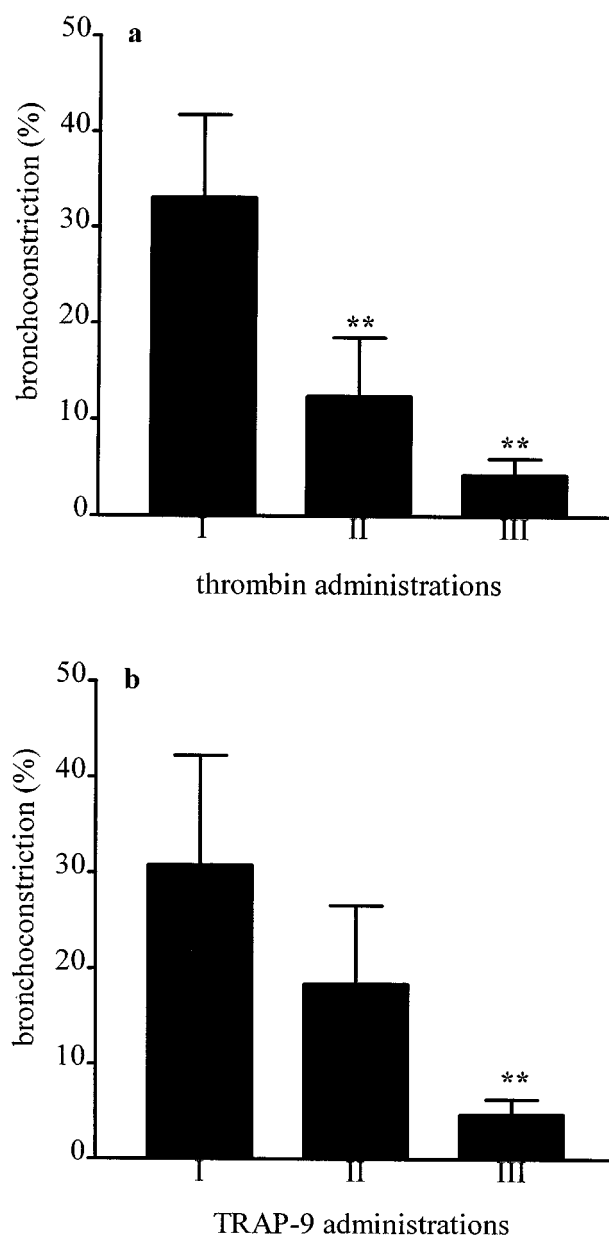 a
bronchoconstriction (%)
50
40
30
20
10
0
**
**
I II III
thrombin administrations
b
bronchoconstriction (%)
50
40
30
20
10
0
**
I II III
TRAP-9 administrations